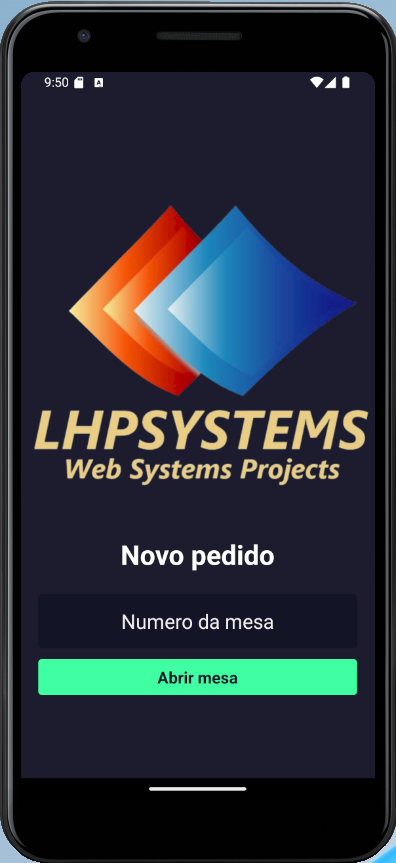 9:50
A
LHPSYSTEMS
Web Systems Projects
Novo pedido
Numero da mesa
Abrir mesa